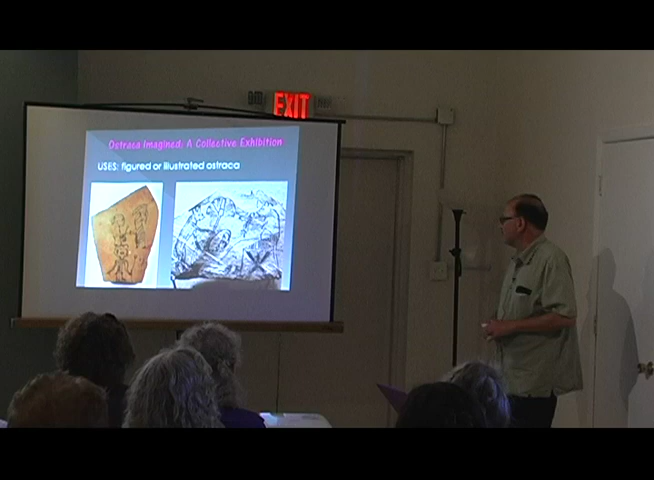 EXIT
Ostraca Imagined: A Collective Exhibition
USES: figured or illustrated ostraca